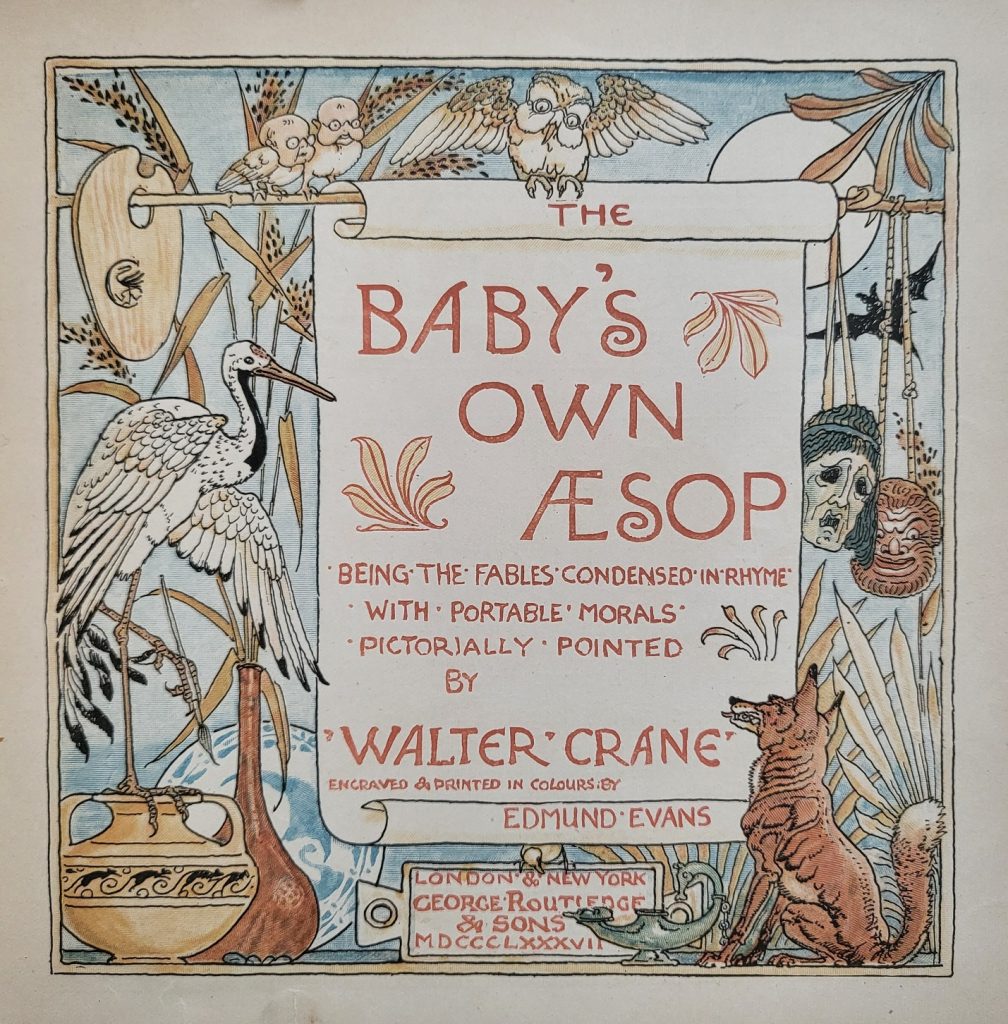 THE
BABY'S
OWN
ÆSOP
·BEING·THE·FABLES·CONDENSED·IN·RHYME·
·WITH·PORTABLE·MORALS·
·PICTORIALLY·POINTED
BY
'WALTER'CRANE'
ENGRAVED & PRINTED IN COLOURS:BY
EDMUND·EVANS
LONDON·&·NEW YORK
GEORGE·ROUTLEDGE
& SONS
MDCCCLXXXVII